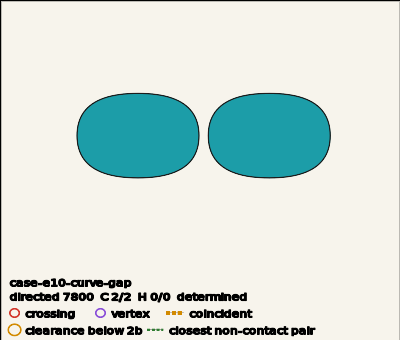 case-e10-curve-gap
directed 7800 C 2/2 H 0/0 determined
crossing vertex coincident
clearance below 2b closest non-contact pair